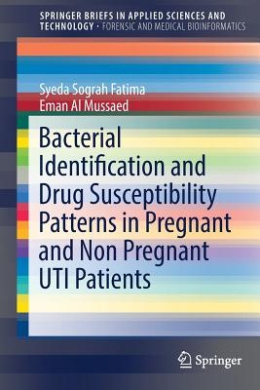 SPRINGER BRIEFS IN APPLIED SCIENCES AND
TECHNOLOGY • FORENSIC AND MEDICAL BIOINFORMATICS
Syeda Sograh Fatima
Eman Al Mussaed
Bacterial
Identification and
Drug Susceptibility
Patterns in Pregnant
and Non Pregnant
UTI Patients
Springer